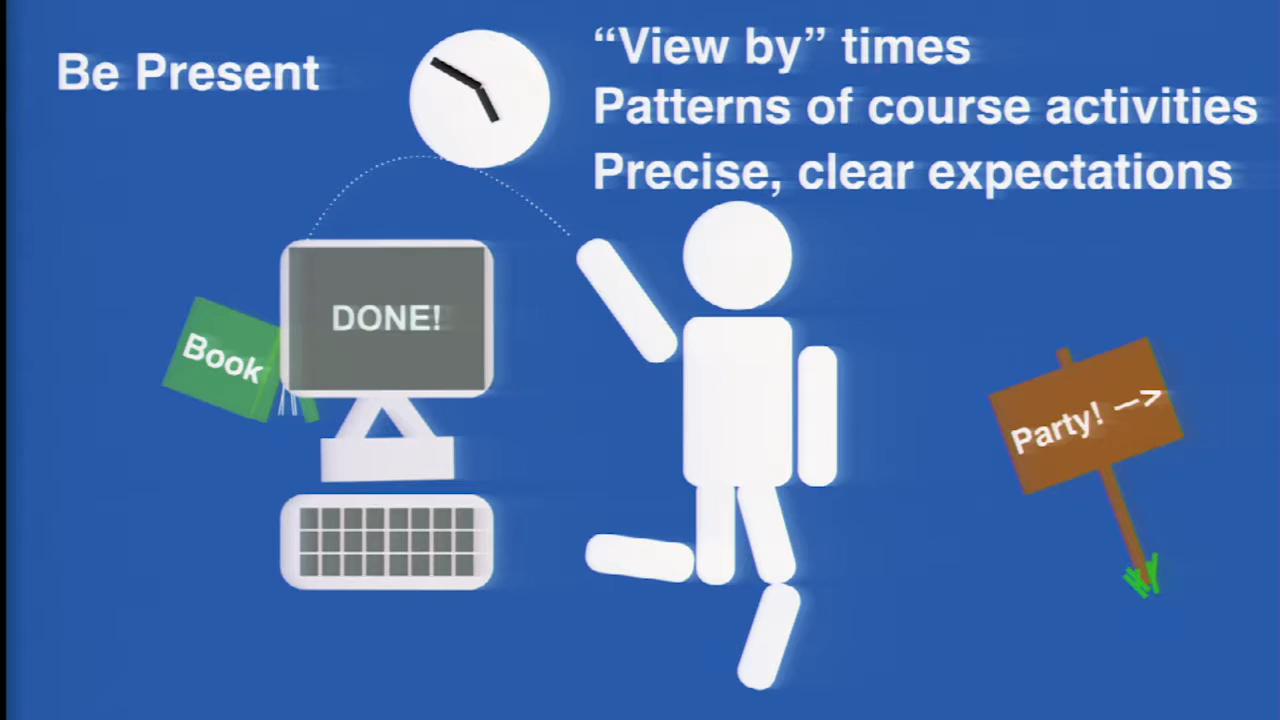 Be Present
“View by” times
Patterns of course activities
Precise, clear expectations
DONE!
Book
Party! —>